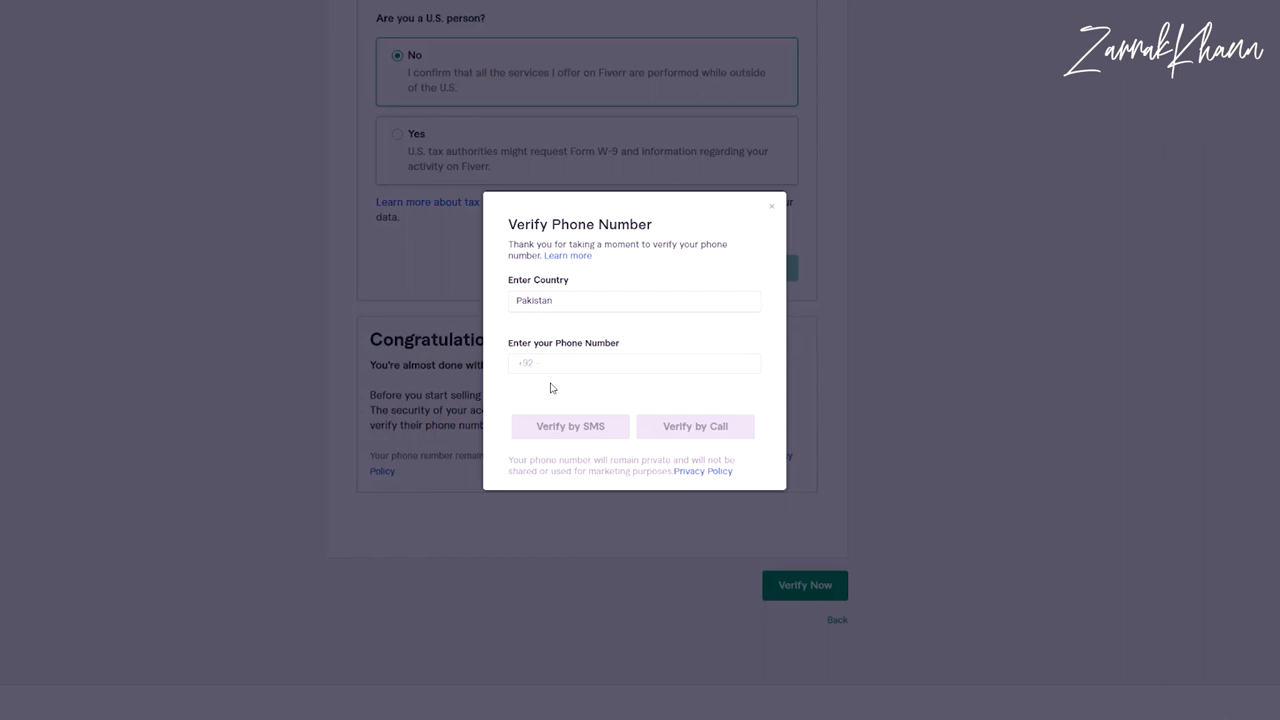 Are you a U.S. person?
ZarrakKhann
No
I confirm that all the services I offer on Fiverr are performed while outside
of the U.S.
Yes
U.S. tax authorities might request Form W-9 and information regarding your
activity on Fiverr.
Learn more about tax
data.
Verify Phone Number
Thank you for taking a moment to verify your phone
number. Learn more
Enter Country
Pakistan
Enter your Phone Number
+92 -
Verify by SMS
Verify by Call
Your phone number will remain private and will not be
shared or used for marketing purposes.Privacy Policy
Congratulatio
You're almost done with
Before you start selling
The security of your acc
verify their phone numb
Your phone number remain
Policy
Verify Now
Back